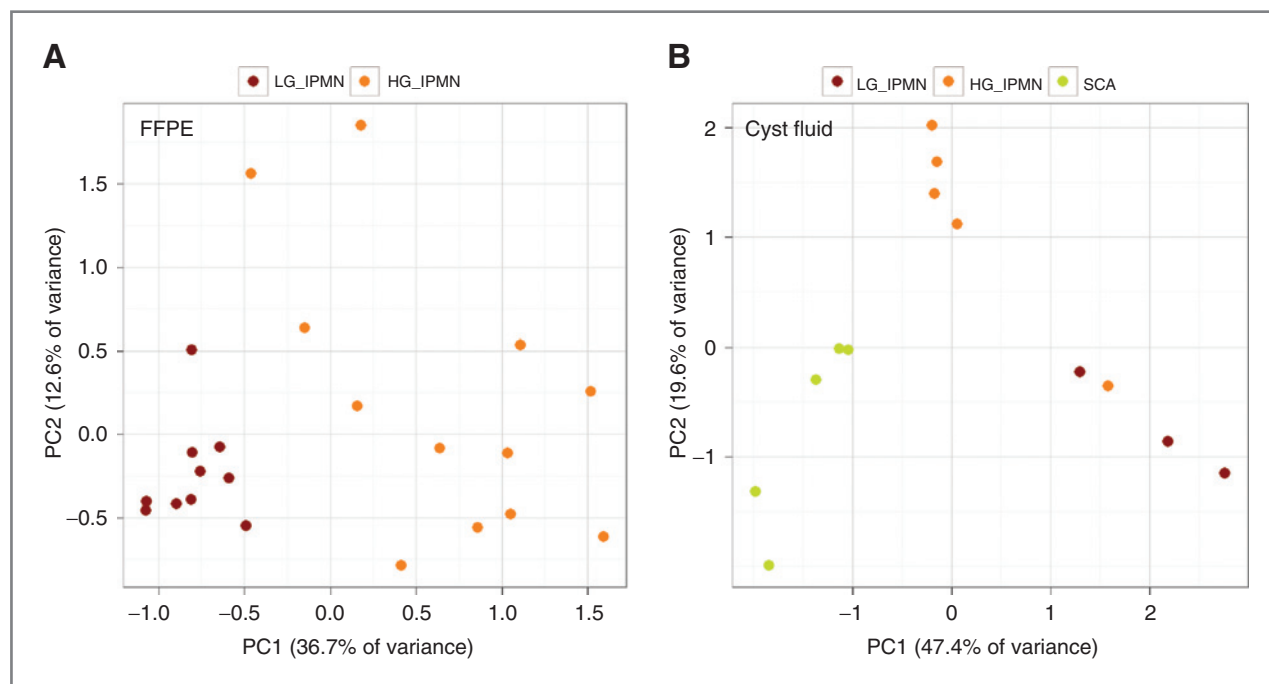 A
LG_IPMN HG_IPMN
FFPE
PC2 (12.6% of variance)
1.5
1.0
0.5
0.0
−0.5
−1.0 −0.5 0.0 0.5 1.0 1.5
PC1 (36.7% of variance)
B
LG_IPMN HG_IPMN SCA
Cyst fluid
PC2 (19.6% of variance)
2
1
0
−1
−1 0 1 2
PC1 (47.4% of variance)